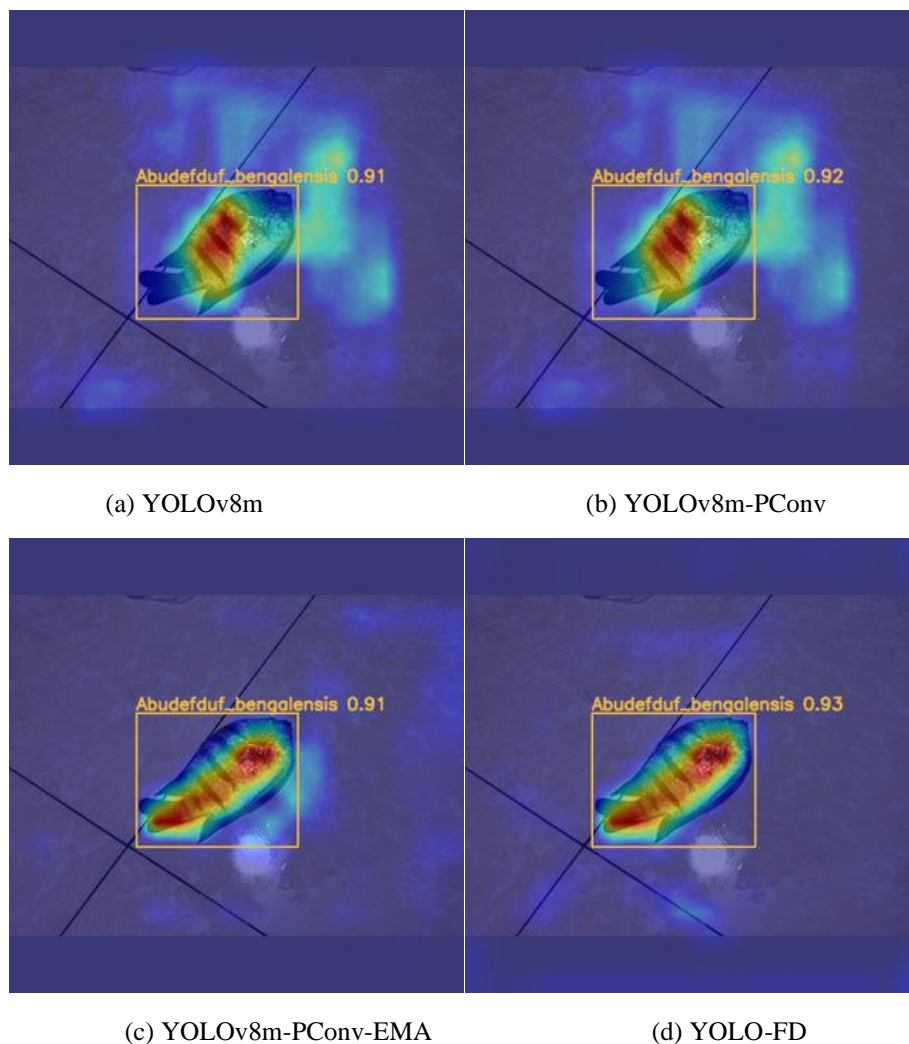 Abudefduf_bengalensis 0.91
Abudefduf_bengalensis 0.92
(a) YOLOv8m
(b) YOLOv8m-PConv
Abudefduf_bengalensis 0.91
Abudefduf_bengalensis 0.93
(c) YOLOv8m-PConv-EMA
(d) YOLO-FD